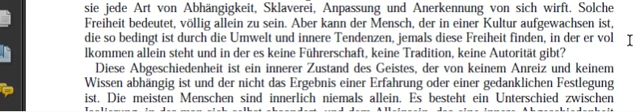 sie jede Art von Abhängigkeit, Sklaverei, Anpassung und Anerkennung von sich wirft. Solche
Freiheit bedeutet, völlig allein zu sein. Aber kann der Mensch, der in einer Kultur aufgewachsen ist,
die so bedingt ist durch die Umwelt und innere Tendenzen, jemals diese Freiheit finden, in der er vol
lkommen allein steht und in der es keine Führerschaft, keine Tradition, keine Autorität gibt?
Diese Abgeschiedenheit ist ein innerer Zustand des Geistes, der von keinem Anreiz und keinem
Wissen abhängig ist und der nicht das Ergebnis einer Erfahrung oder einer gedanklichen Festlegung
ist. Die meisten Menschen sind innerlich niemals allein. Es besteht ein Unterschied zwischen